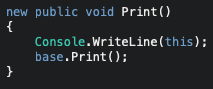 new public void Print()
{
    Console.WriteLine(this);
    base.Print();
}